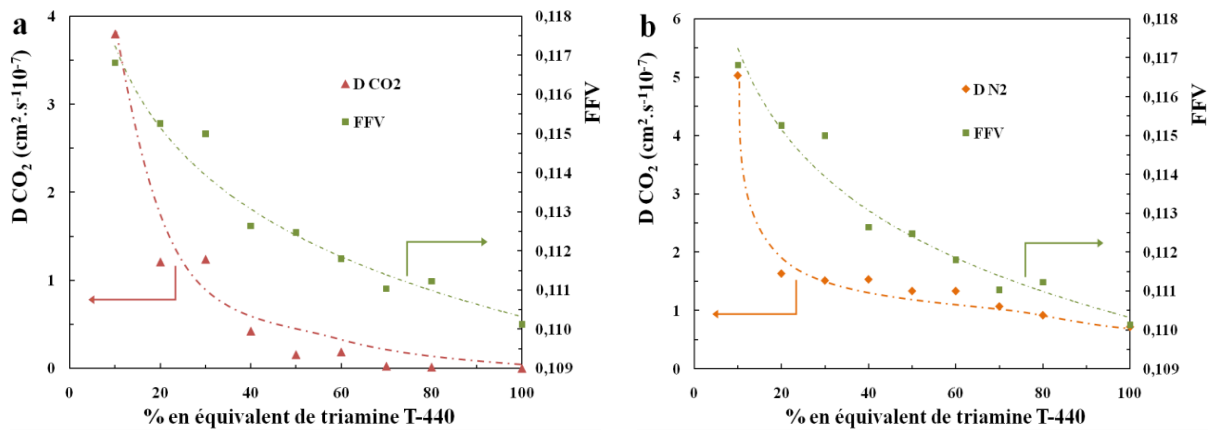 a
4
3
2
1
0
D CO₂ (cm².s⁻¹10⁻⁷)
D CO2
FFV
0,118
0,117
0,116
0,115
0,114
0,113
0,112
0,111
0,110
0,109
FFV
0 20 40 60 80 100
% en équivalent de triamine T-440
b
6
5
4
3
2
1
0
D CO₂ (cm².s⁻¹10⁻⁷)
D N2
FFV
0,118
0,117
0,116
0,115
0,114
0,113
0,112
0,111
0,110
0,109
FFV
0 20 40 60 80 100
% en équivalent de triamine T-440